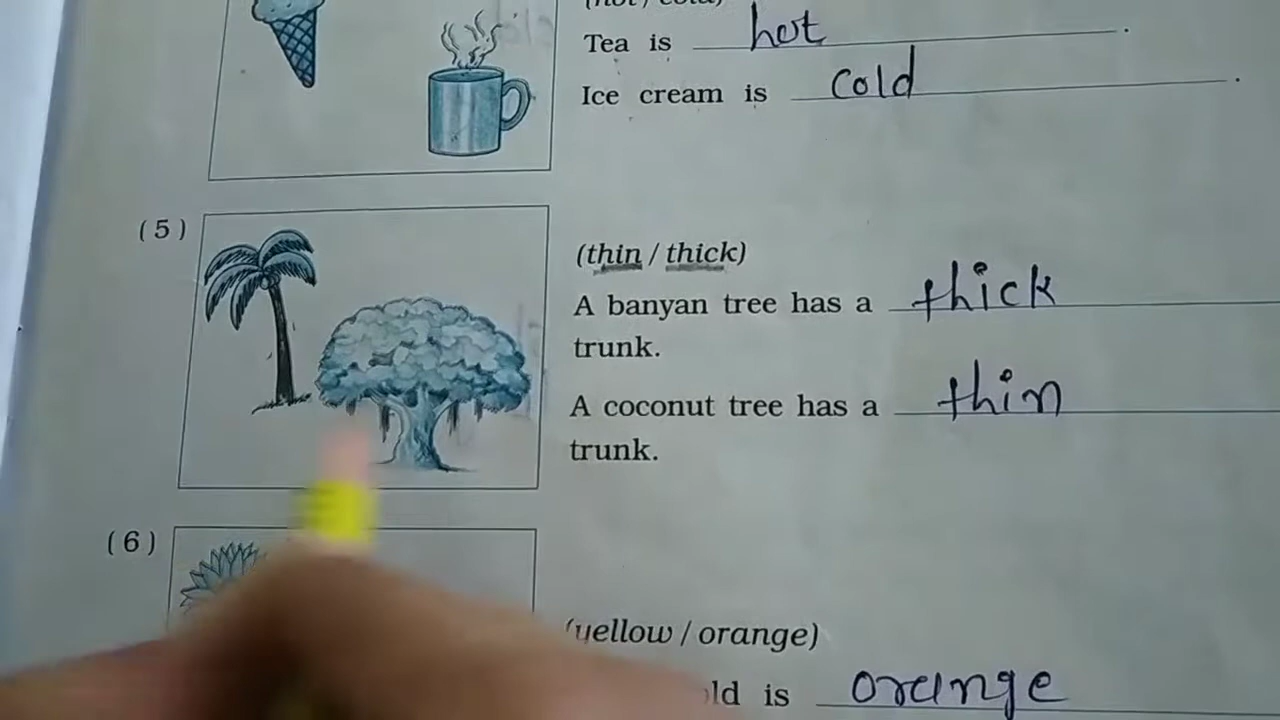 Tea is hot .
Ice cream is cold .
(5)
(thin / thick)
A banyan tree has a thick
trunk.
A coconut tree has a thin
trunk.
(6)
(yellow / orange)
is orange